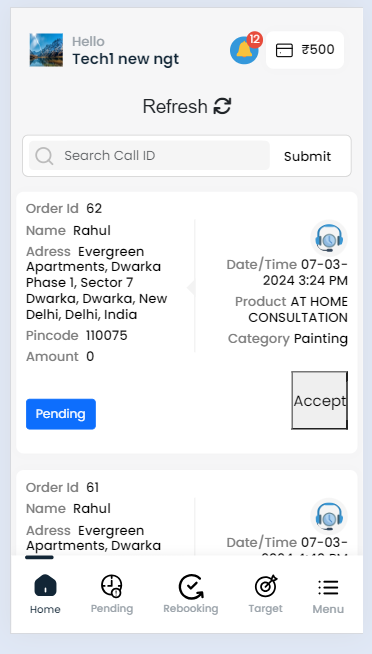 Hello
Tech1 new ngt
12
₹500
Refresh
Search Call ID
Submit
Order Id 62
Name Rahul
Adress Evergreen
Apartments, Dwarka
Phase 1, Sector 7
Dwarka, Dwarka, New
Delhi, Delhi, India
Pincode 110075
Amount 0
Date/Time 07-03-
2024 3:24 PM
Product AT HOME
CONSULTATION
Category Painting
Pending
Accept
Order Id 61
Name Rahul
Adress Evergreen
Apartments, Dwarka
Date/Time 07-03-
Home
Pending
Rebooking
Target
Menu